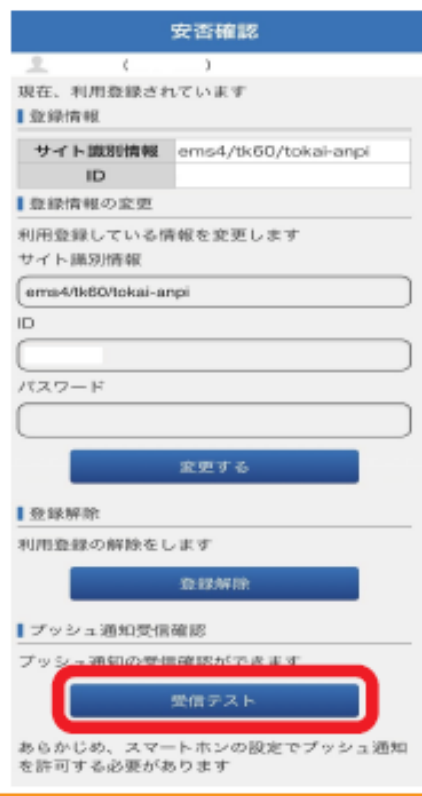 安否確認
( )
現在、利用登録されています
登録情報
サイト識別情報 ems4/tk60/tokai-anpi
ID
登録情報の変更
利用登録している情報を変更します
サイト識別情報
ems4/tk60/tokai-anpi
ID
パスワード
変更する
登録解除
利用登録の解除をします
登録解除
プッシュ通知受信確認
プッシュ通知の受信確認ができます
受信テスト
あらかじめ、スマートホンの設定でプッシュ通知
を許可する必要があります